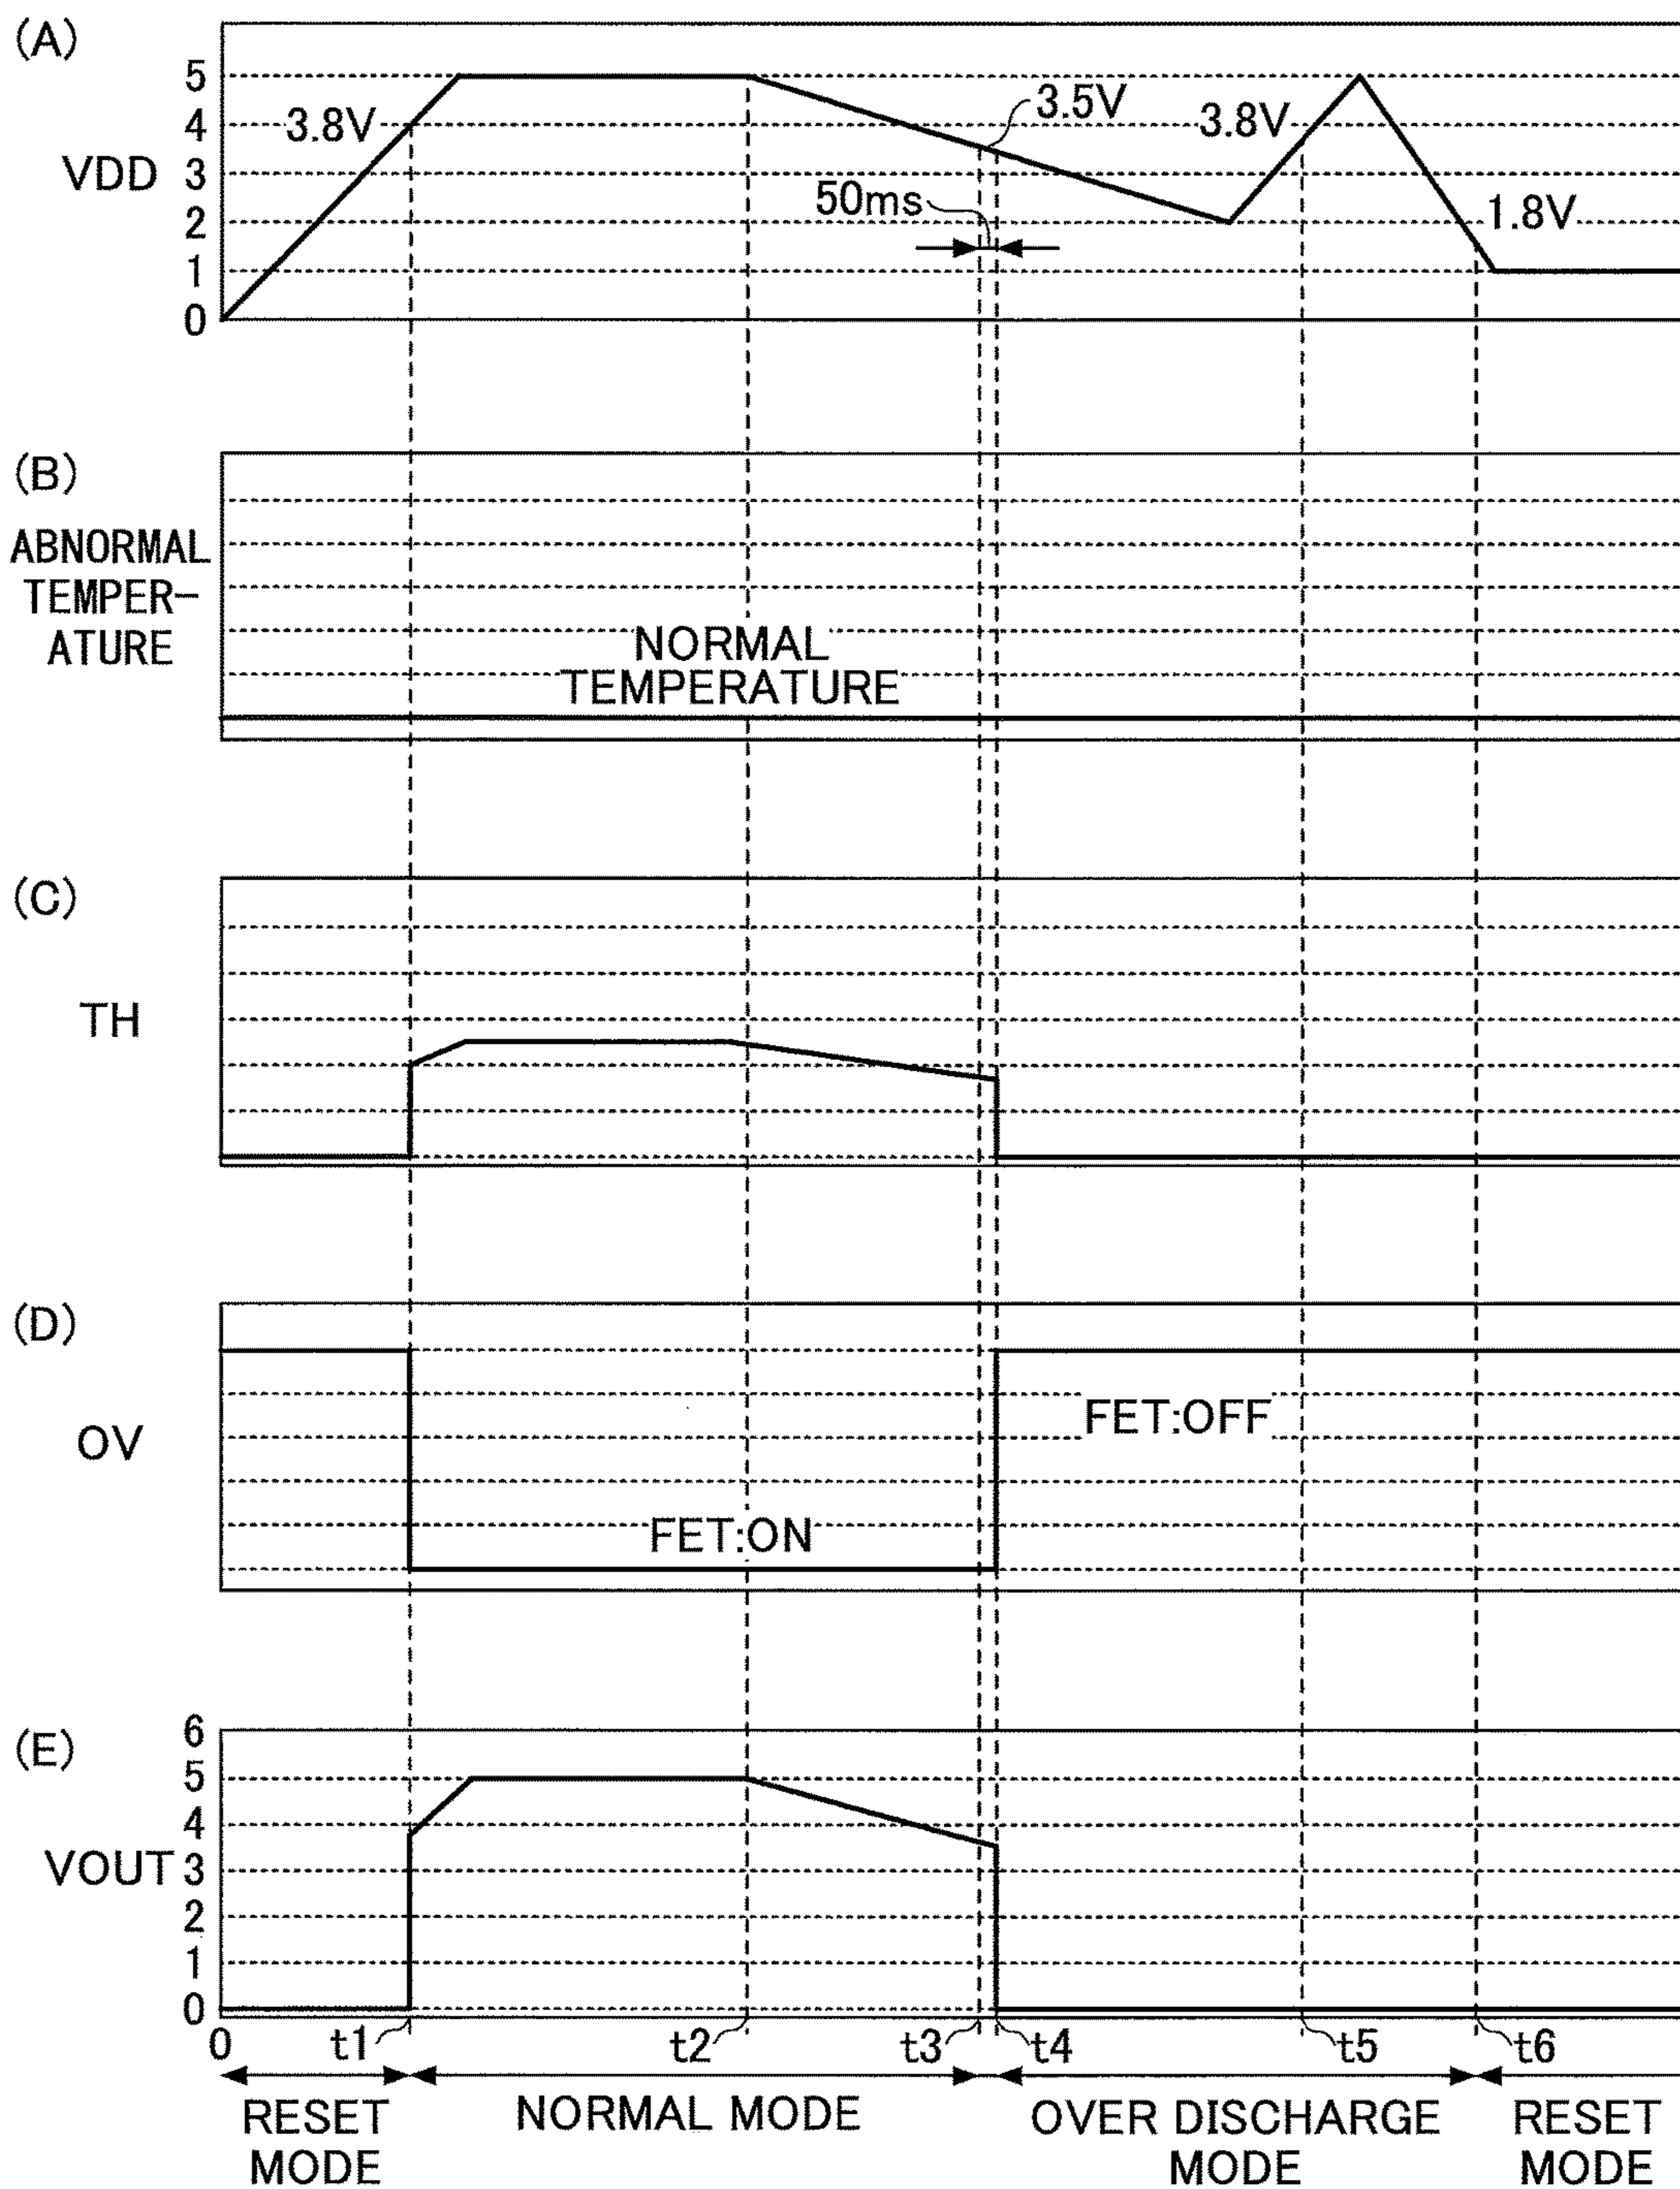 (A)
VDD
5
4
3
2
1
0
3.8V
3.5V
50ms
3.8V
1.8V
(B)
ABNORMAL
TEMPER-
ATURE
NORMAL
TEMPERATURE
(C)
TH
(D)
OV
FET:ON
FET:OFF
(E)
VOUT
6
5
4
3
2
1
0
0 t1 t2 t3 t4 t5 t6
RESET
MODE
NORMAL MODE
OVER DISCHARGE
MODE
RESET
MODE